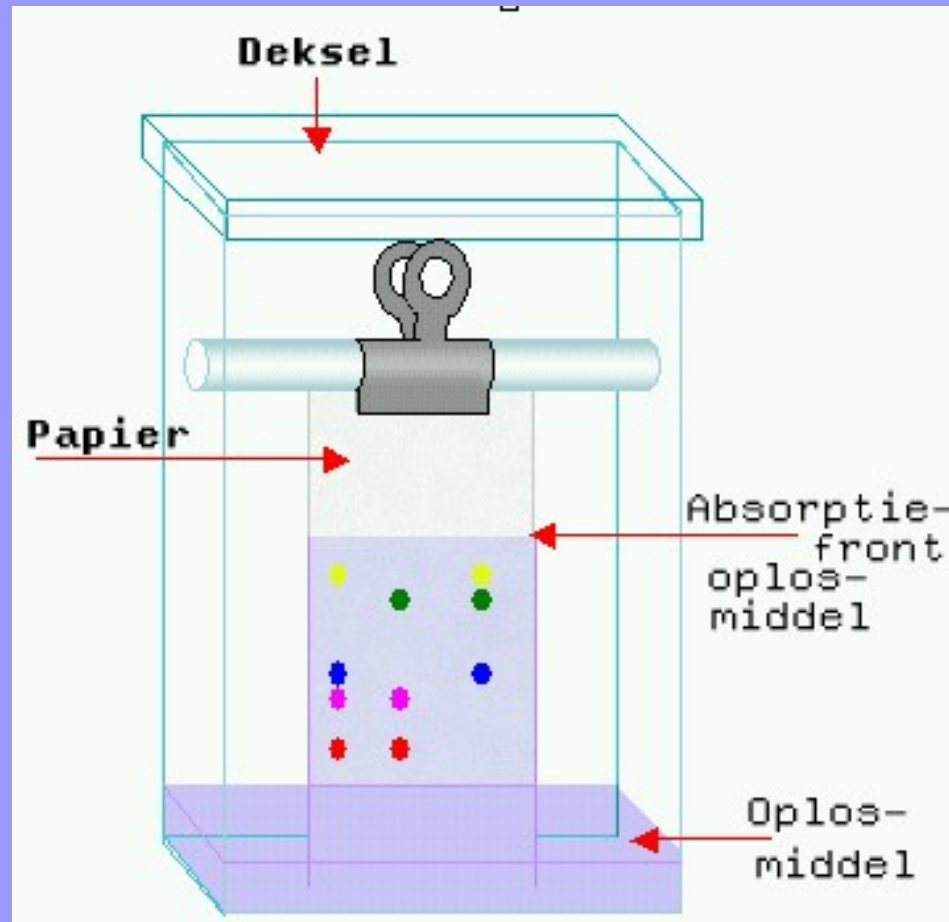 Deksel
Papier
Absorptie-
front
oplos-
middel
Oplos-
middel